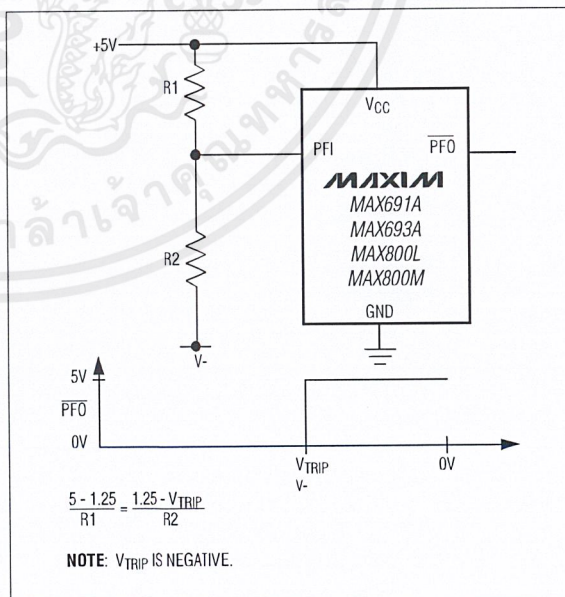 +5V
R1
VCC
PFI
PFO
MAXIM
MAX691A
MAX693A
MAX800L
MAX800M
R2
GND
V-
5V
PFO
0V
VTRIP
0V
V-
5 - 1.25 / R1 = 1.25 - VTRIP / R2
NOTE: VTRIP IS NEGATIVE.